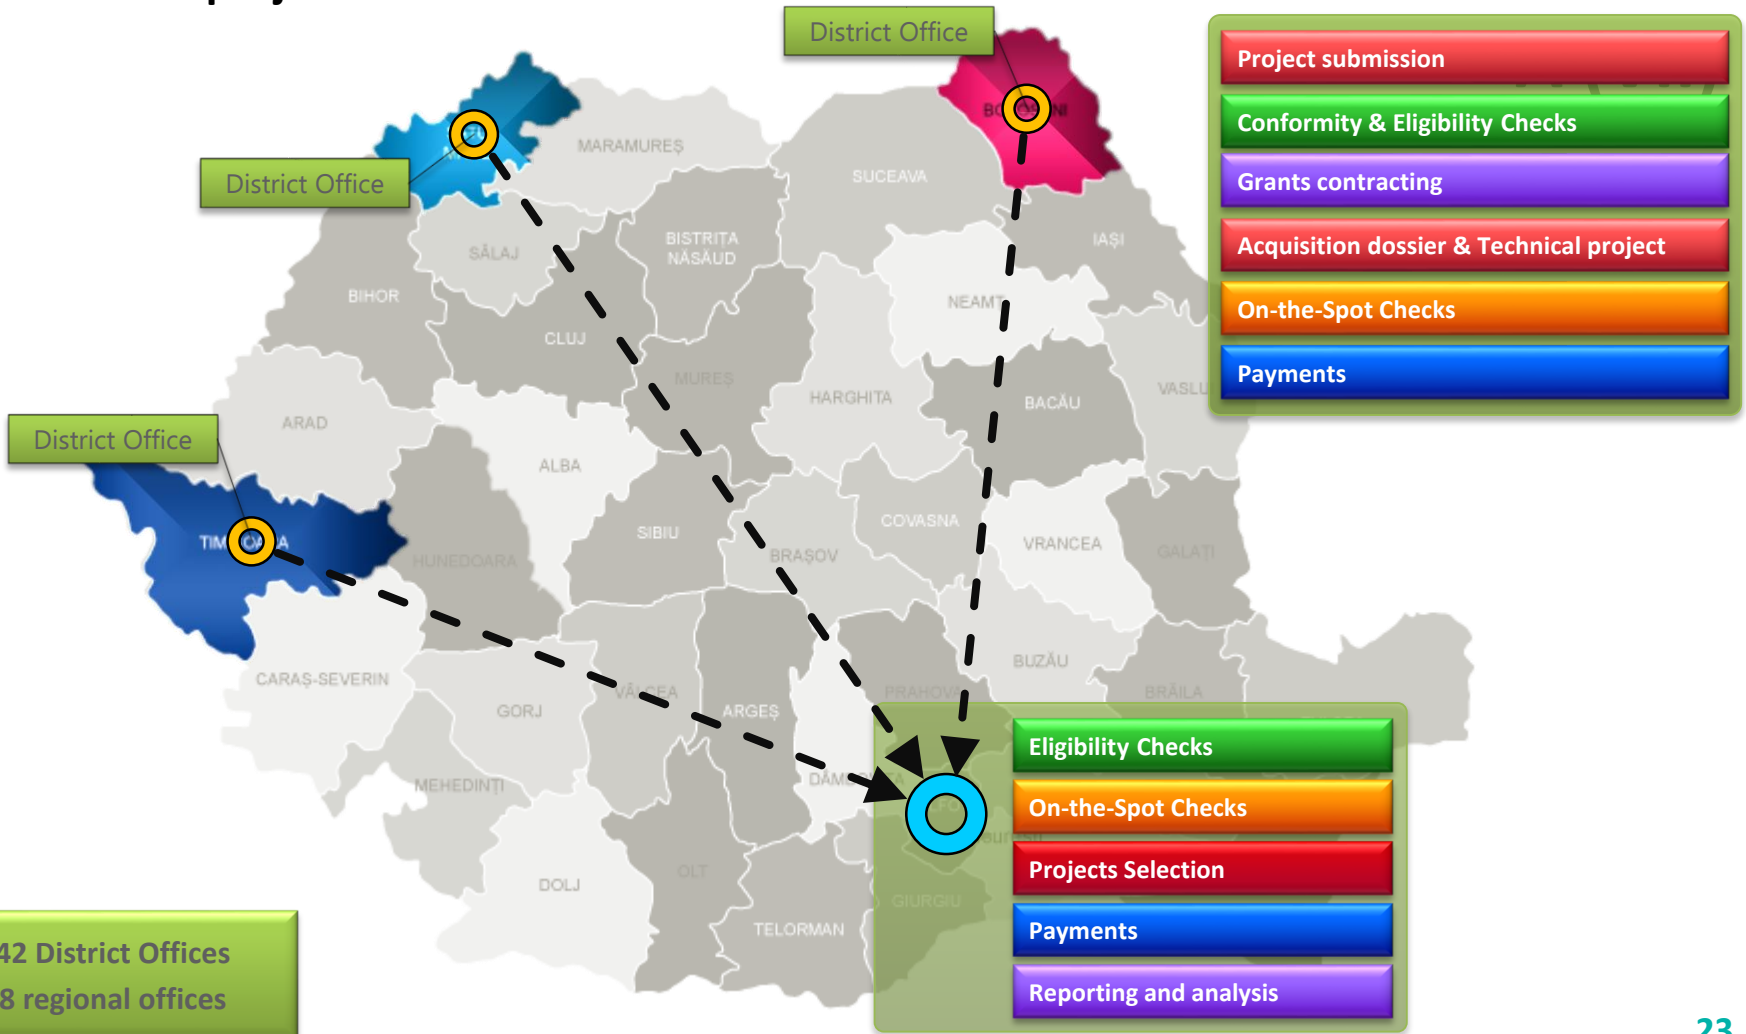 District Office
Project submission
Conformity & Eligibility Checks
Grants contracting
Acquisition dossier & Technical project
On-the-Spot Checks
Payments
District Office
MARAMUREȘ
SUCEAVA
IAȘI
SĂLAJ
BISTRIȚA
NĂSĂUD
BIHOR
NEAMȚ
CLUJ
MUREȘ
HARGHITA
BACĂU
ARAD
District Office
ALBA
SIBIU
COVASNA
BRAȘOV
VRANCEA
GALAȚI
HUNEDOARA
CARAȘ-SEVERIN
GORJ
VÂLCEA
ARGEȘ
PRAHOVA
BUZĂU
BRĂILA
MEHEDINȚI
DOLJ
OLT
TELORMAN
GIURGIU
Eligibility Checks
On-the-Spot Checks
Projects Selection
Payments
Reporting and analysis
42 District Offices
8 regional offices
23